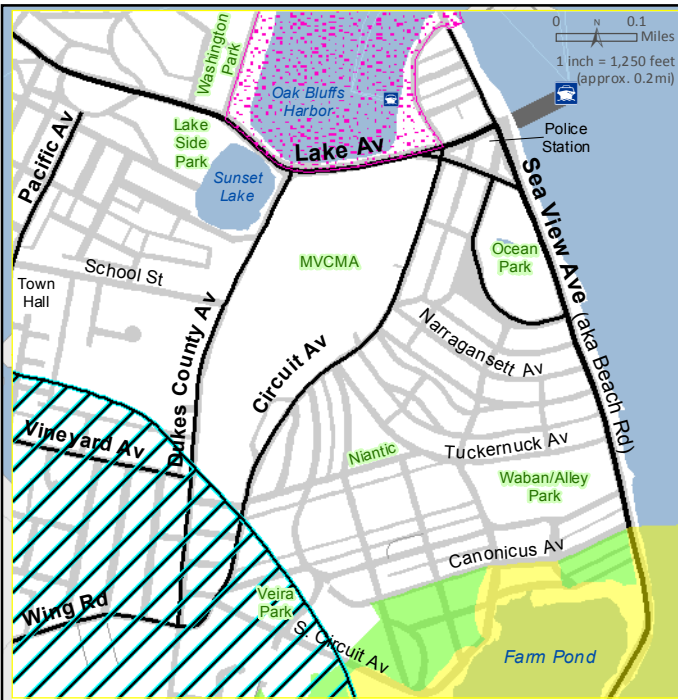 0 N 0.1
Miles
1 inch = 1,250 feet
(approx. 0.2mi)
Washington
Park
Oak Bluffs
Harbor
Police
Station
Lake
Side
Park
Lake Av
Pacific Av
Sunset
Lake
Sea View Ave (aka Beach Rd)
Ocean
Park
MVCMA
School St
Town
Hall
Narragansett Av
Circuit Av
Dukes County Av
Vineyard Av
Tuckernuck Av
Niantic
Waban/Alley
Park
Canonicus Av
Veira
Park
Wing Rd
S. Circuit Av
Farm Pond